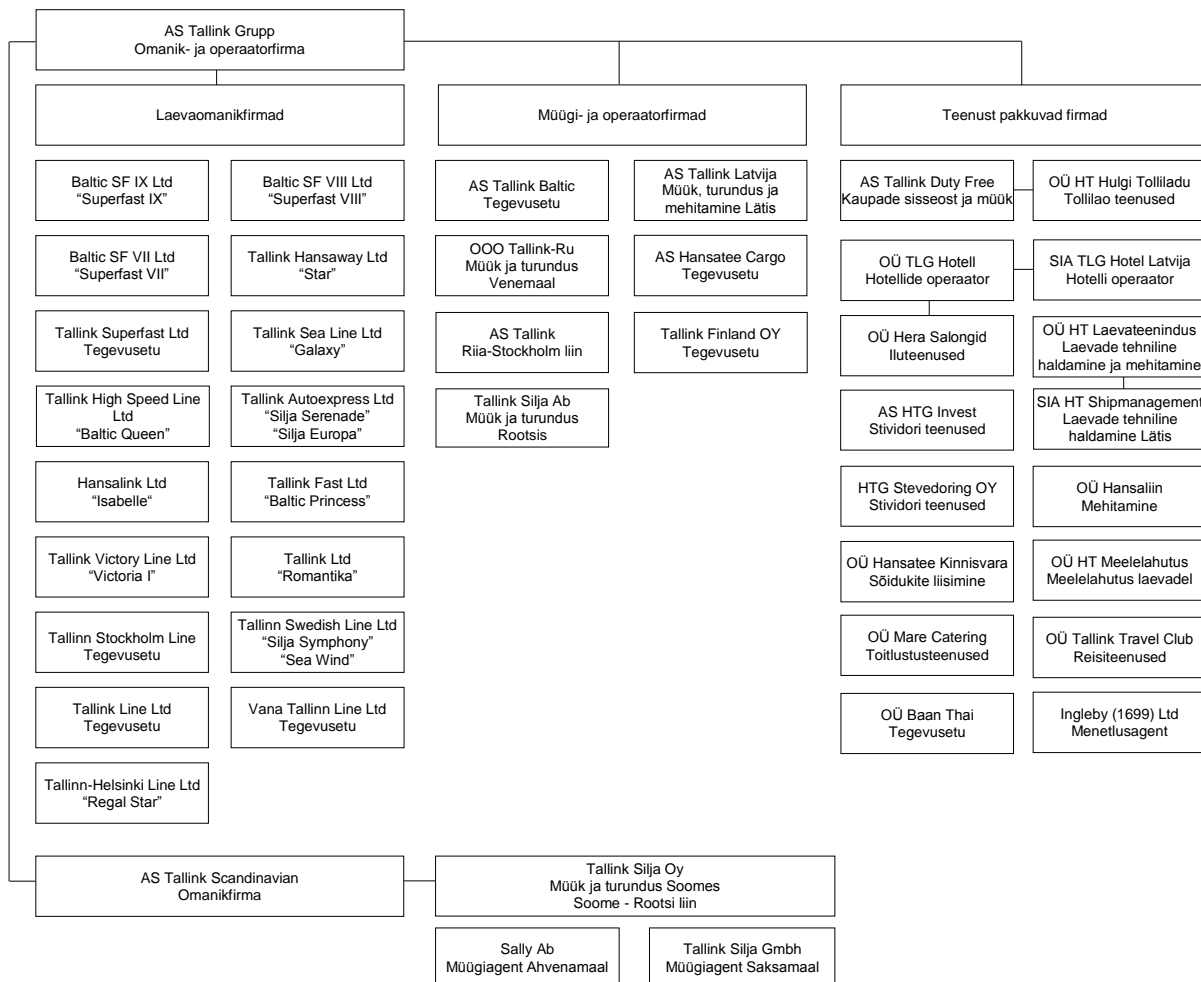 AS Tallink Grupp
Omanik- ja operaatorfirma
Laevaomanikfirmad
Müügi- ja operaatorfirmad
Teenust pakkuvad firmad
Baltic SF IX Ltd
“Superfast IX”
Baltic SF VIII Ltd
“Superfast VIII”
Baltic SF VII Ltd
“Superfast VII”
Tallink Hansaway Ltd
“Star”
Tallink Superfast Ltd
Tegevusetu
Tallink Sea Line Ltd
“Galaxy”
Tallink High Speed Line
Ltd
“Baltic Queen”
Tallink Autoexpress Ltd
“Silja Serenade”
“Silja Europa”
Hansalink Ltd
“Isabelle“
Tallink Fast Ltd
“Baltic Princess”
Tallink Victory Line Ltd
“Victoria I”
Tallink Ltd
“Romantika”
Tallinn Stockholm Line
Tegevusetu
Tallinn Swedish Line Ltd
“Silja Symphony”
“Sea Wind”
Tallink Line Ltd
Tegevusetu
Vana Tallinn Line Ltd
Tegevusetu
Tallinn-Helsinki Line Ltd
“Regal Star”
AS Tallink Baltic
Tegevusetu
AS Tallink Latvija
Müük, turundus ja
mehitamine Lätis
OOO Tallink-Ru
Müük ja turundus
Venemaal
AS Hansatee Cargo
Tegevusetu
AS Tallink
Riia-Stockholm liin
Tallink Finland OY
Tegevusetu
Tallink Silja Ab
Müük ja turundus
Rootsis
AS Tallink Duty Free
Kaupade sisseost ja müük
OÜ HT Hulgi Tolliladu
Tollilao teenused
OÜ TLG Hotell
Hotellide operaator
SIA TLG Hotel Latvija
Hotelli operaator
OÜ Hera Salongid
Iluteenused
OÜ HT Laevateenindus
Laevade tehniline
haldamine ja mehitamine
AS HTG Invest
Stividori teenused
SIA HT Shipmanagement
Laevade tehniline
haldamine Lätis
HTG Stevedoring OY
Stividori teenused
OÜ Hansaliin
Mehitamine
OÜ Hansatee Kinnisvara
Sõidukite liisimine
OÜ HT Meelelahutus
Meelelahutus laevadel
OÜ Mare Catering
Toitlustusteenused
OÜ Tallink Travel Club
Reisiteenused
OÜ Baan Thai
Tegevusetu
Ingleby (1699) Ltd
Menetlusagent
AS Tallink Scandinavian
Omanikfirma
Tallink Silja Oy
Müük ja turundus Soomes
Soome - Rootsi liin
Sally Ab
Müügiagent Ahvenamaal
Tallink Silja Gmbh
Müügiagent Saksamaal